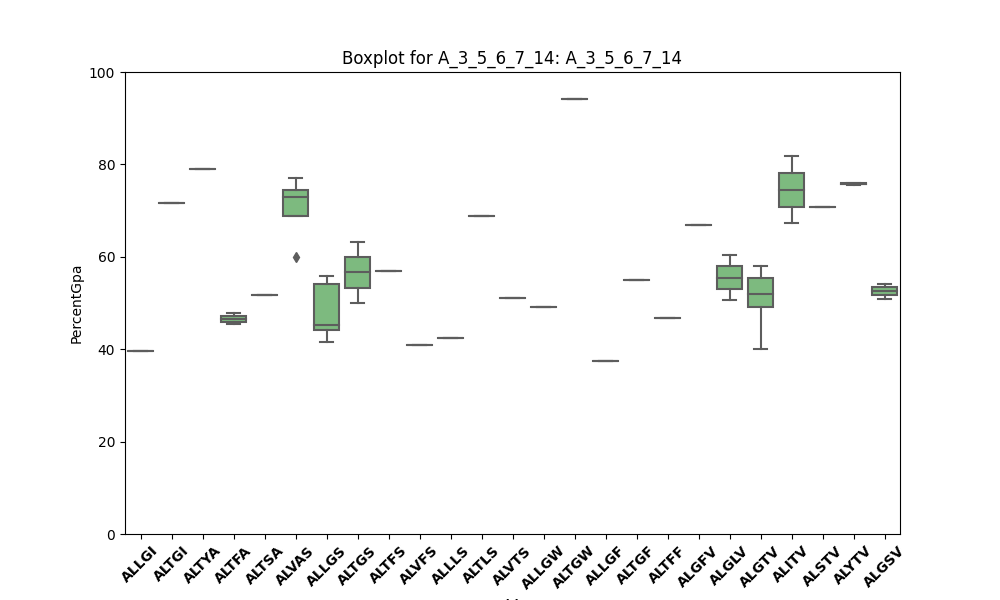 Boxplot for A_3_5_6_7_14: A_3_5_6_7_14
100
80
60
40
20
0
PercentGpa
ALLGI
ALTGI
ALTYA
ALTFA
ALTSA
ALVAS
ALLGS
ALTGS
ALTFS
ALVFS
ALLLS
ALTLS
ALVTS
ALLGW
ALTGW
ALLGF
ALTGF
ALTFF
ALGFV
ALGLV
ALGTV
ALITV
ALSTV
ALYTV
ALGSV